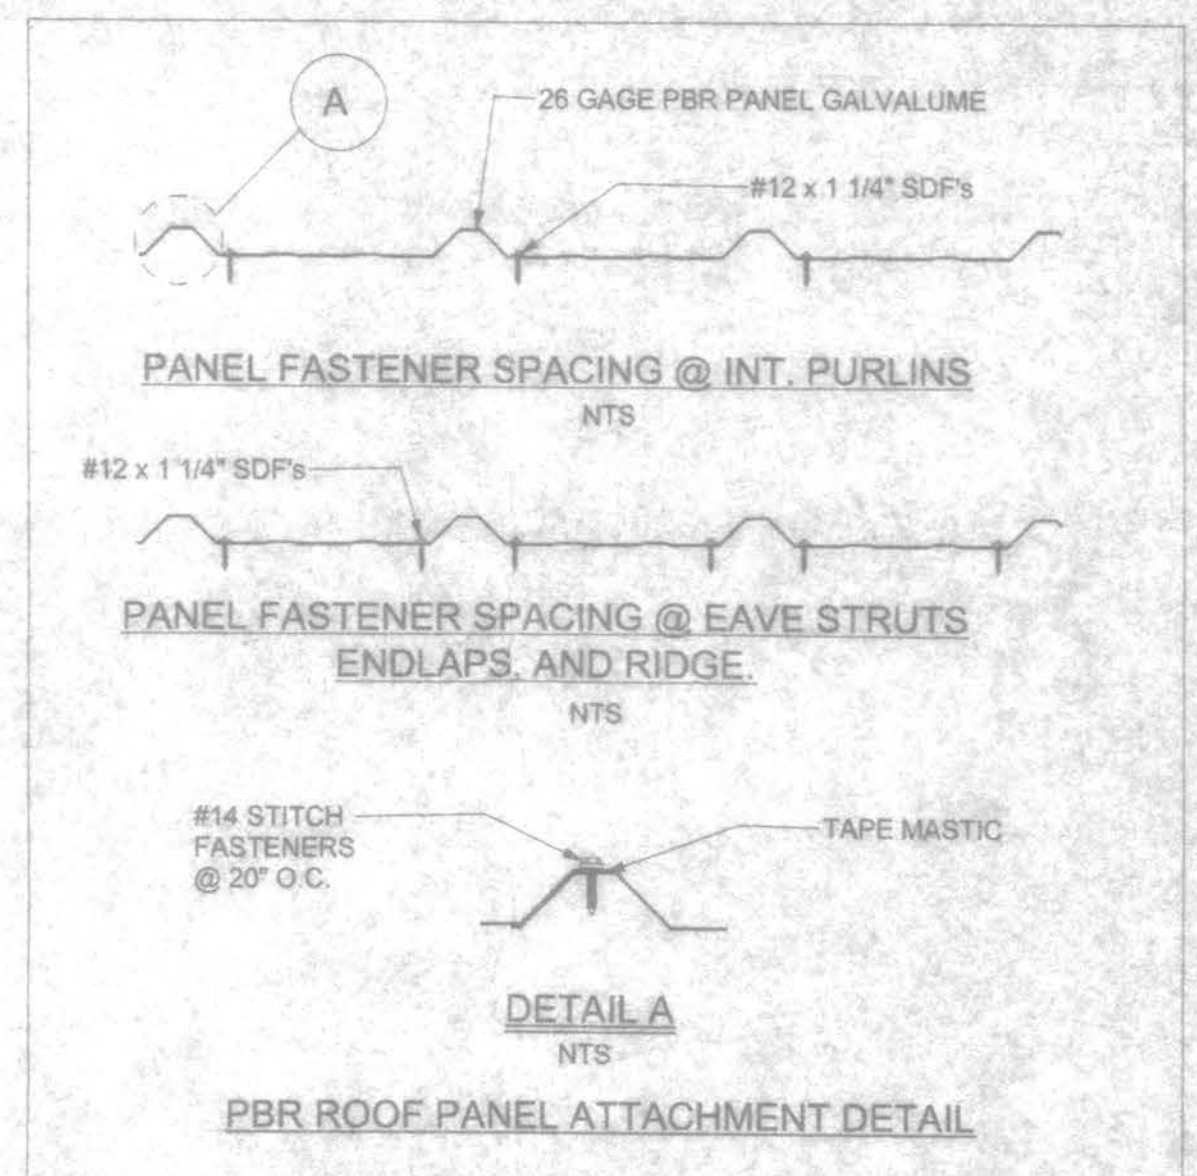 A
26 GAGE PBR PANEL GALVALUME
#12 x 1 1/4" SDF's
PANEL FASTENER SPACING @ INT. PURLINS
NTS
#12 x 1 1/4" SDF's
PANEL FASTENER SPACING @ EAVE STRUTS
ENDLAPS, AND RIDGE.
NTS
#14 STITCH
FASTENERS
@ 20" O.C.
TAPE MASTIC
DETAIL A
NTS
PBR ROOF PANEL ATTACHMENT DETAIL